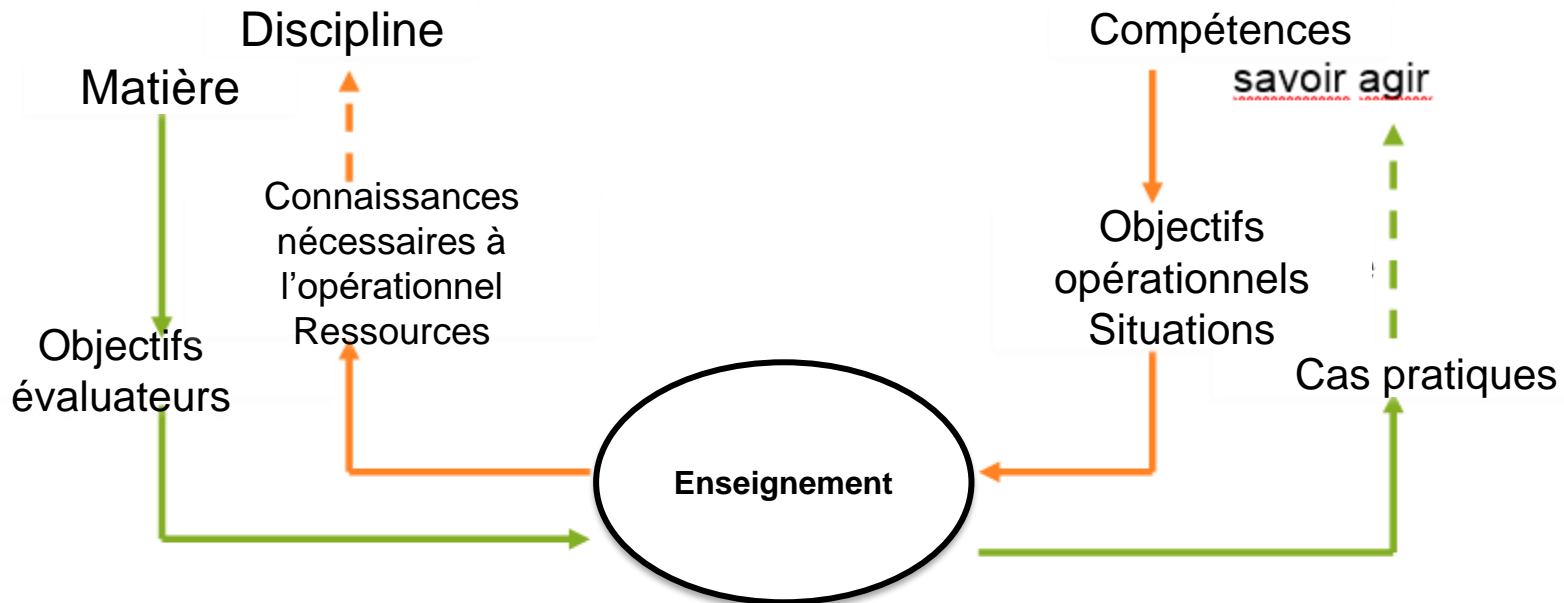 Discipline
Matière
Connaissances
nécessaires à
l’opérationnel
Ressources
Objectifs
évaluateurs
Enseignement
Compétences
savoir agir
Objectifs
opérationnels
Situations
Cas pratiques